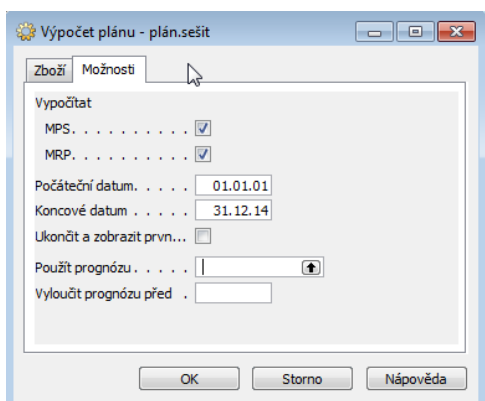 Výpočet plánu - plán.sešit
Zboží Možnosti
Vypočítat
MPS. . . . . . . . . . .
MRP. . . . . . . . . . .
Počáteční datum. . . . . 01.01.01
Koncové datum . . . . . 31.12.14
Ukončit a zobrazit prvn...
Použít prognózu. . . . .
Vyloučit prognózu před .
OK Storno Nápověda